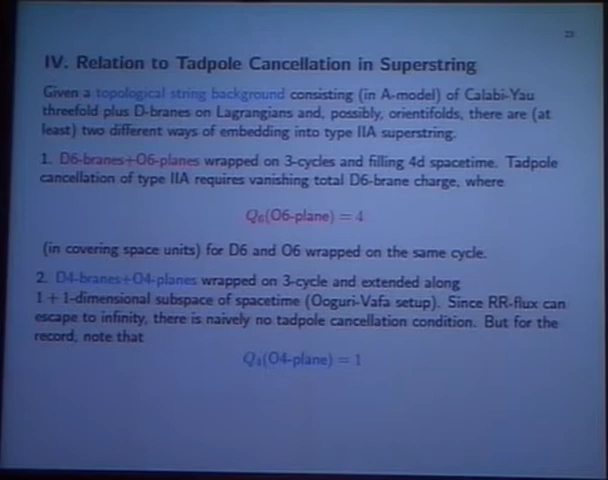 23
IV. Relation to Tadpole Cancellation in Superstring
Given a topological string background consisting (in A-model) of Calabi-Yau
threefold plus D-branes on Lagrangians and, possibly, orientifolds, there are (at
least) two different ways of embedding into type IIA superstring.
1. D6-branes+O6-planes wrapped on 3-cycles and filling 4d spacetime. Tadpole
cancellation of type IIA requires vanishing total D6-brane charge, where
Q₆(O6-plane) = 4
(in covering space units) for D6 and O6 wrapped on the same cycle.
2. D4-branes+O4-planes wrapped on 3-cycle and extended along
1 + 1-dimensional subspace of spacetime (Ooguri-Vafa setup). Since RR-flux can
escape to infinity, there is naively no tadpole cancellation condition. But for the
record, note that
Q₄(O4-plane) = 1